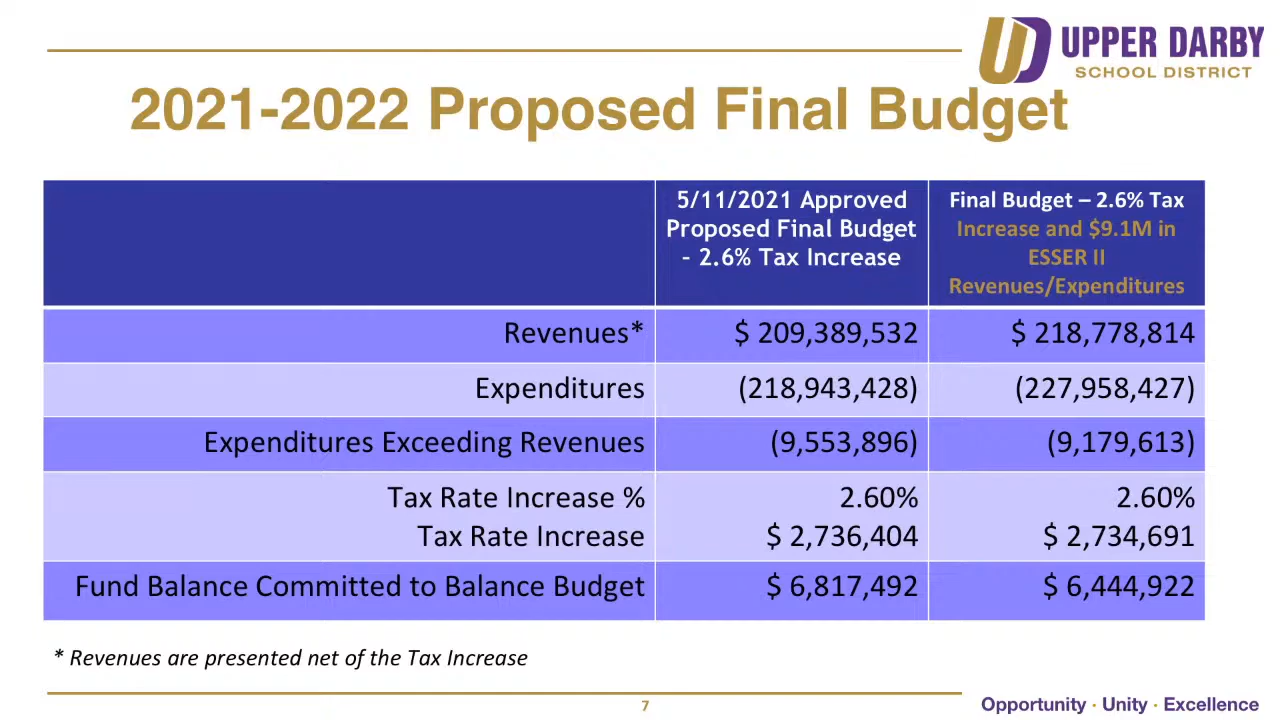 UPPER DARBY
SCHOOL DISTRICT
2021-2022 Proposed Final Budget
5/11/2021 Approved
Proposed Final Budget
– 2.6% Tax Increase
Final Budget – 2.6% Tax
Increase and $9.1M in
ESSER II
Revenues/Expenditures
Revenues* $ 209,389,532 $ 218,778,814
Expenditures (218,943,428) (227,958,427)
Expenditures Exceeding Revenues (9,553,896) (9,179,613)
Tax Rate Increase % 2.60% 2.60%
Tax Rate Increase $ 2,736,404 $ 2,734,691
Fund Balance Committed to Balance Budget $ 6,817,492 $ 6,444,922
* Revenues are presented net of the Tax Increase
7
Opportunity · Unity · Excellence